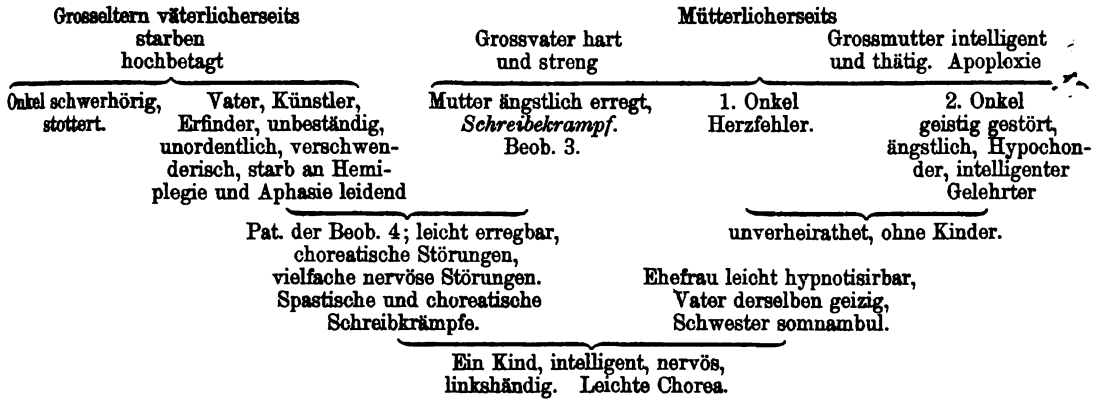 Grosseltern väterlicherseits
starben
hochbetagt
Mütterlicherseits
Grossvater hart
und streng
Grossmutter intelligent
und thätig. Apoplexie
Onkel schwerhörig,
stottert.
Vater, Künstler,
Erfinder, unbeständig,
unordentlich, verschwen-
derisch, starb an Hemi-
plegie und Aphasie leidend
Mutter ängstlich erregt,
Schreibekrampf.
Beob. 3.
1. Onkel
Herzfehler.
2. Onkel
geistig gestört,
ängstlich, Hypochon-
der, intelligenter
Gelehrter
Pat. der Beob. 4; leicht erregbar,
choreatische Störungen,
vielfache nervöse Störungen.
Spastische und choreatische
Schreibkrämpfe.
unverheirathet, ohne Kinder.
Ehefrau leicht hypnotisirbar,
Vater derselben geizig,
Schwester somnambul.
Ein Kind, intelligent, nervös,
linkshändig. Leichte Chorea.